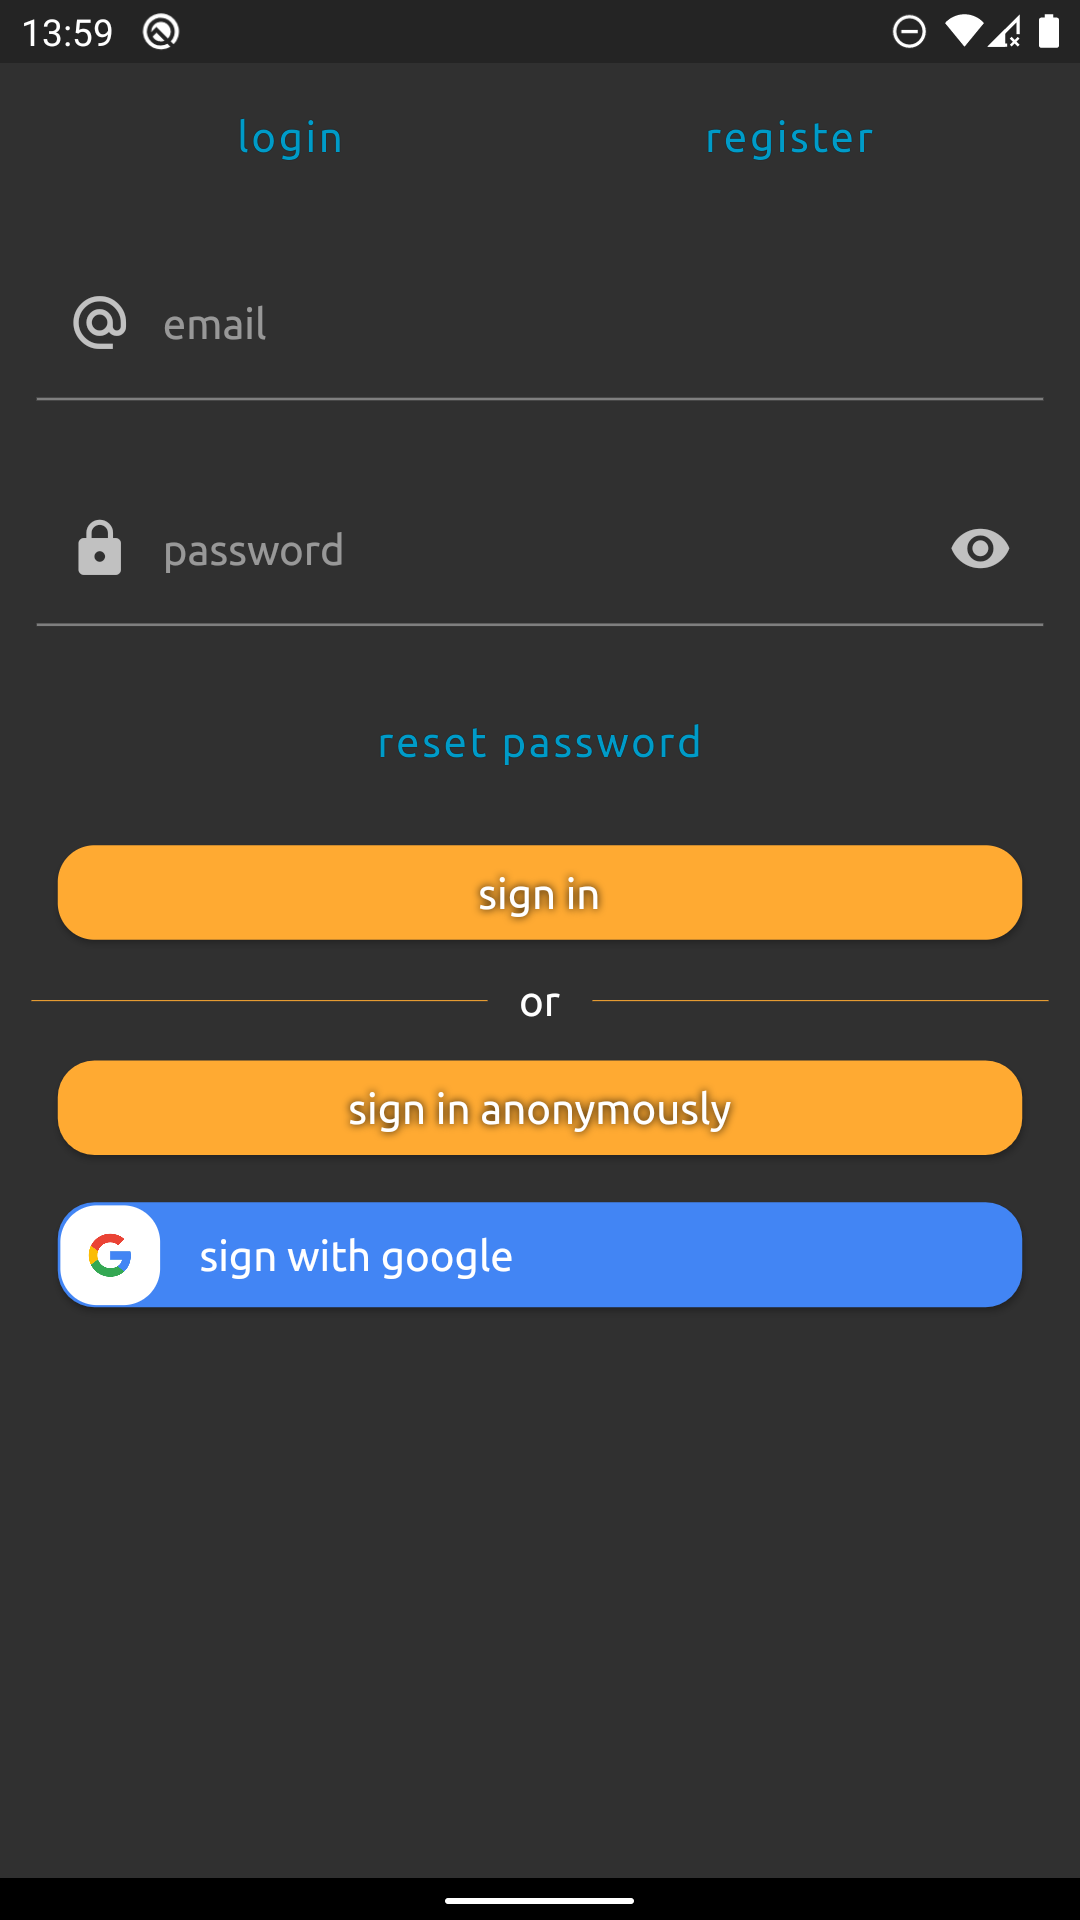 13:59
login register
email
password
reset password
sign in
or
sign in anonymously
sign with google